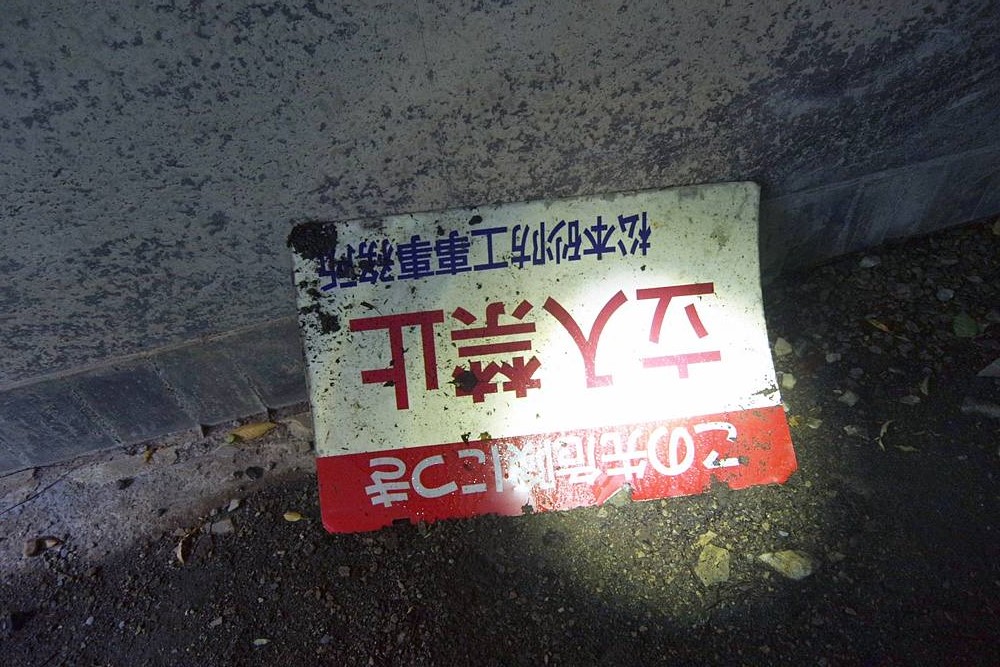 この先危険につき
立入禁止
松本砂防工事事務所